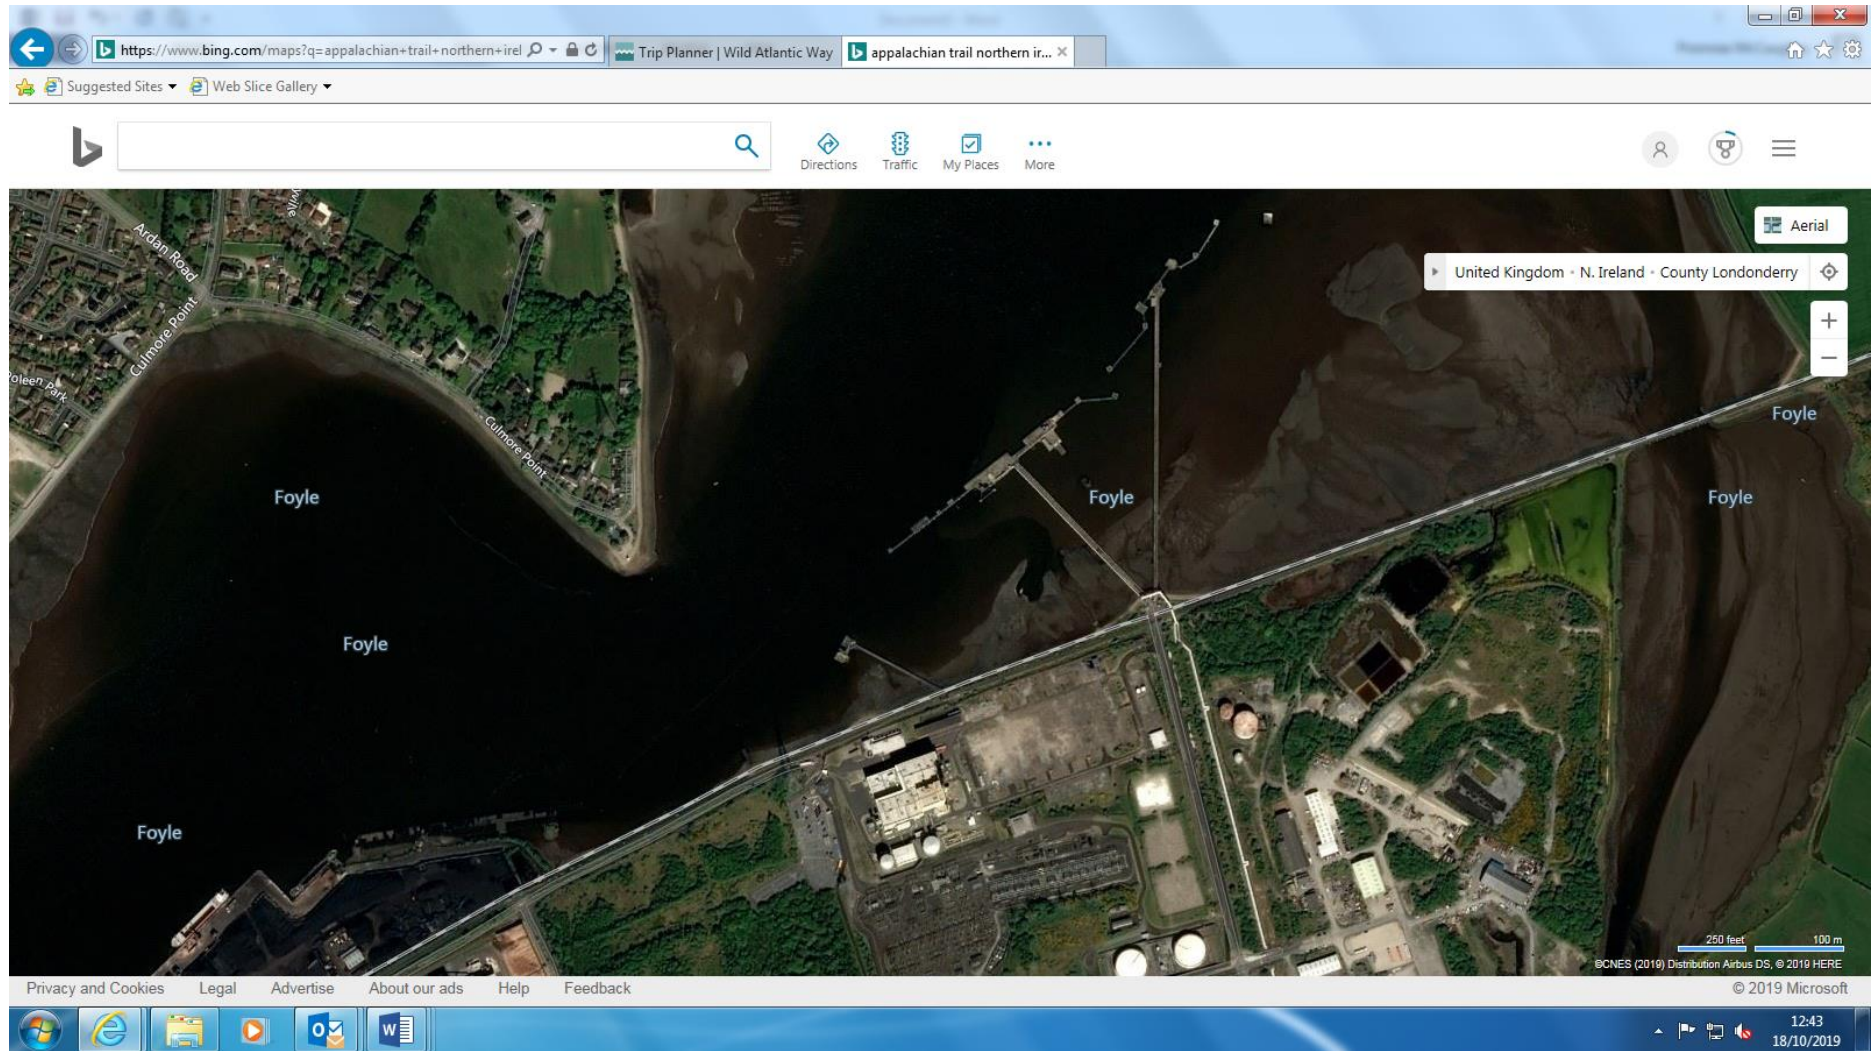 https://www.bing.com/maps?q=appalachian+trail+northern+irel
Trip Planner | Wild Atlantic Way
appalachian trail northern ir...
Suggested Sites
Web Slice Gallery
Directions
Traffic
My Places
More
Aerial
United Kingdom • N. Ireland • County Londonderry
Ardan Road
Culmore Point
Culmore Point
Foyle
Foyle
Foyle
Foyle
Foyle
Foyle
250 feet
100 m
©CNES (2019) Distribution Airbus DS, © 2019 HERE
Privacy and Cookies
Legal
Advertise
About our ads
Help
Feedback
© 2019 Microsoft
12:43
18/10/2019